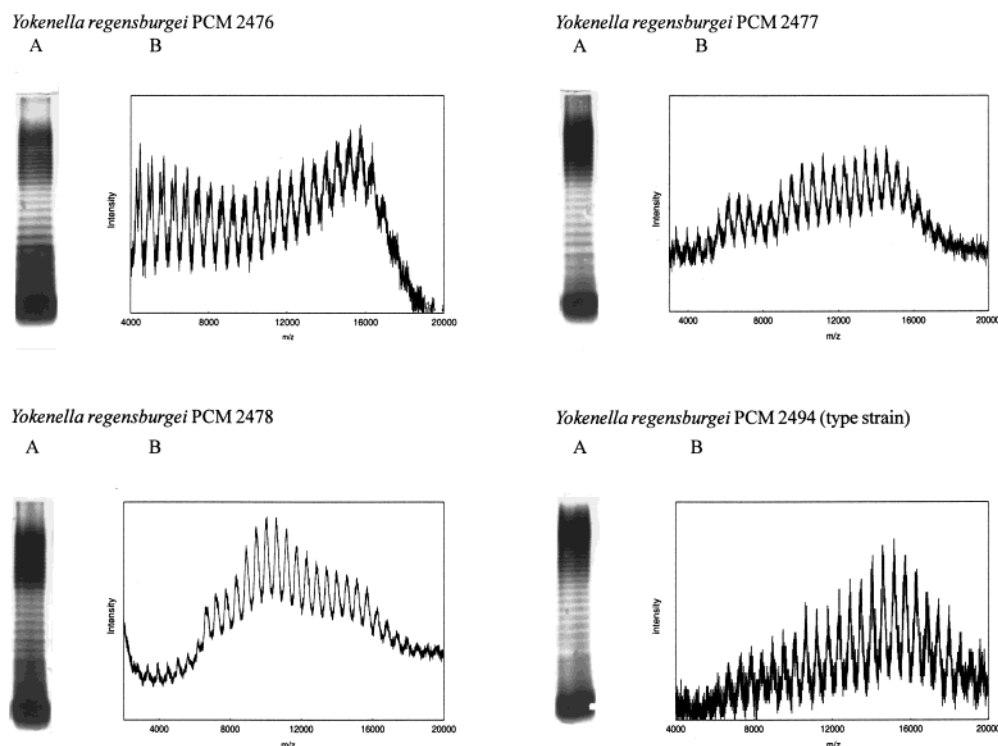 Yokenella regensburgei PCM 2476
A B
Intensity
4000 8000 12000 16000 20000
m/z
Yokenella regensburgei PCM 2477
A B
Intensity
4000 8000 12000 16000 20000
m/z
Yokenella regensburgei PCM 2478
A B
Intensity
4000 8000 12000 16000 20000
m/z
Yokenella regensburgei PCM 2494 (type strain)
A B
intensity
4000 8000 12000 16000 20000
m/z